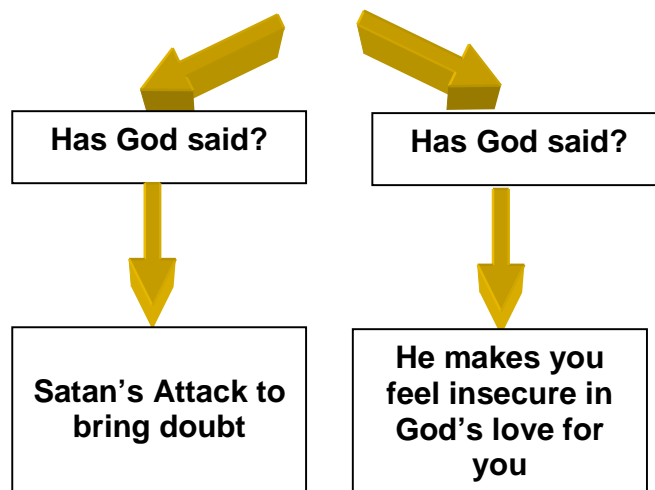 Has God said?
Has God said?
Satan's Attack to
bring doubt
He makes you
feel insecure in
God's love for
you